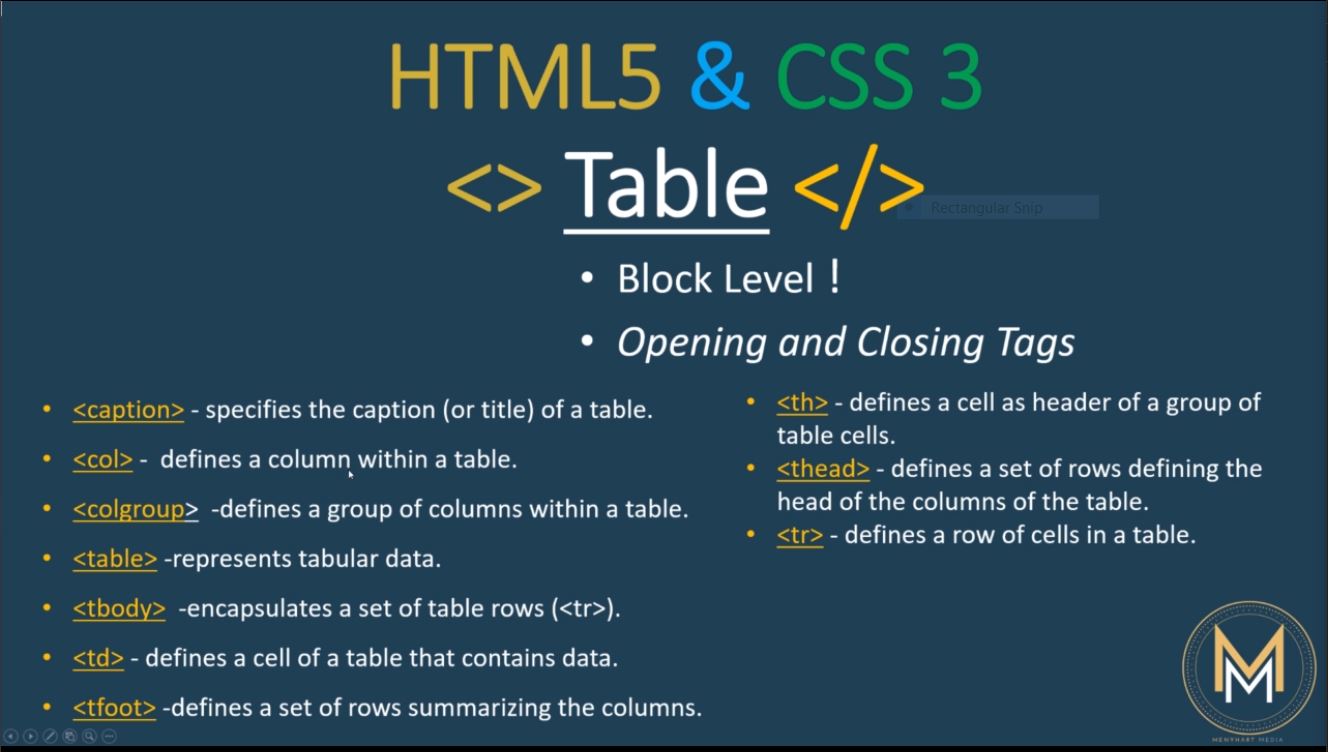 HTML5 & CSS 3
<> Table </>
Rectangular Snip
• Block Level !
• Opening and Closing Tags
• <caption> - specifies the caption (or title) of a table.
• <col> - defines a column within a table.
• <colgroup> -defines a group of columns within a table.
• <table> -represents tabular data.
• <tbody> -encapsulates a set of table rows (<tr>).
• <td> - defines a cell of a table that contains data.
• <tfoot> -defines a set of rows summarizing the columns.
• <th> - defines a cell as header of a group of
table cells.
• <thead> - defines a set of rows defining the
head of the columns of the table.
• <tr> - defines a row of cells in a table.
MM
MENYHART MEDIA